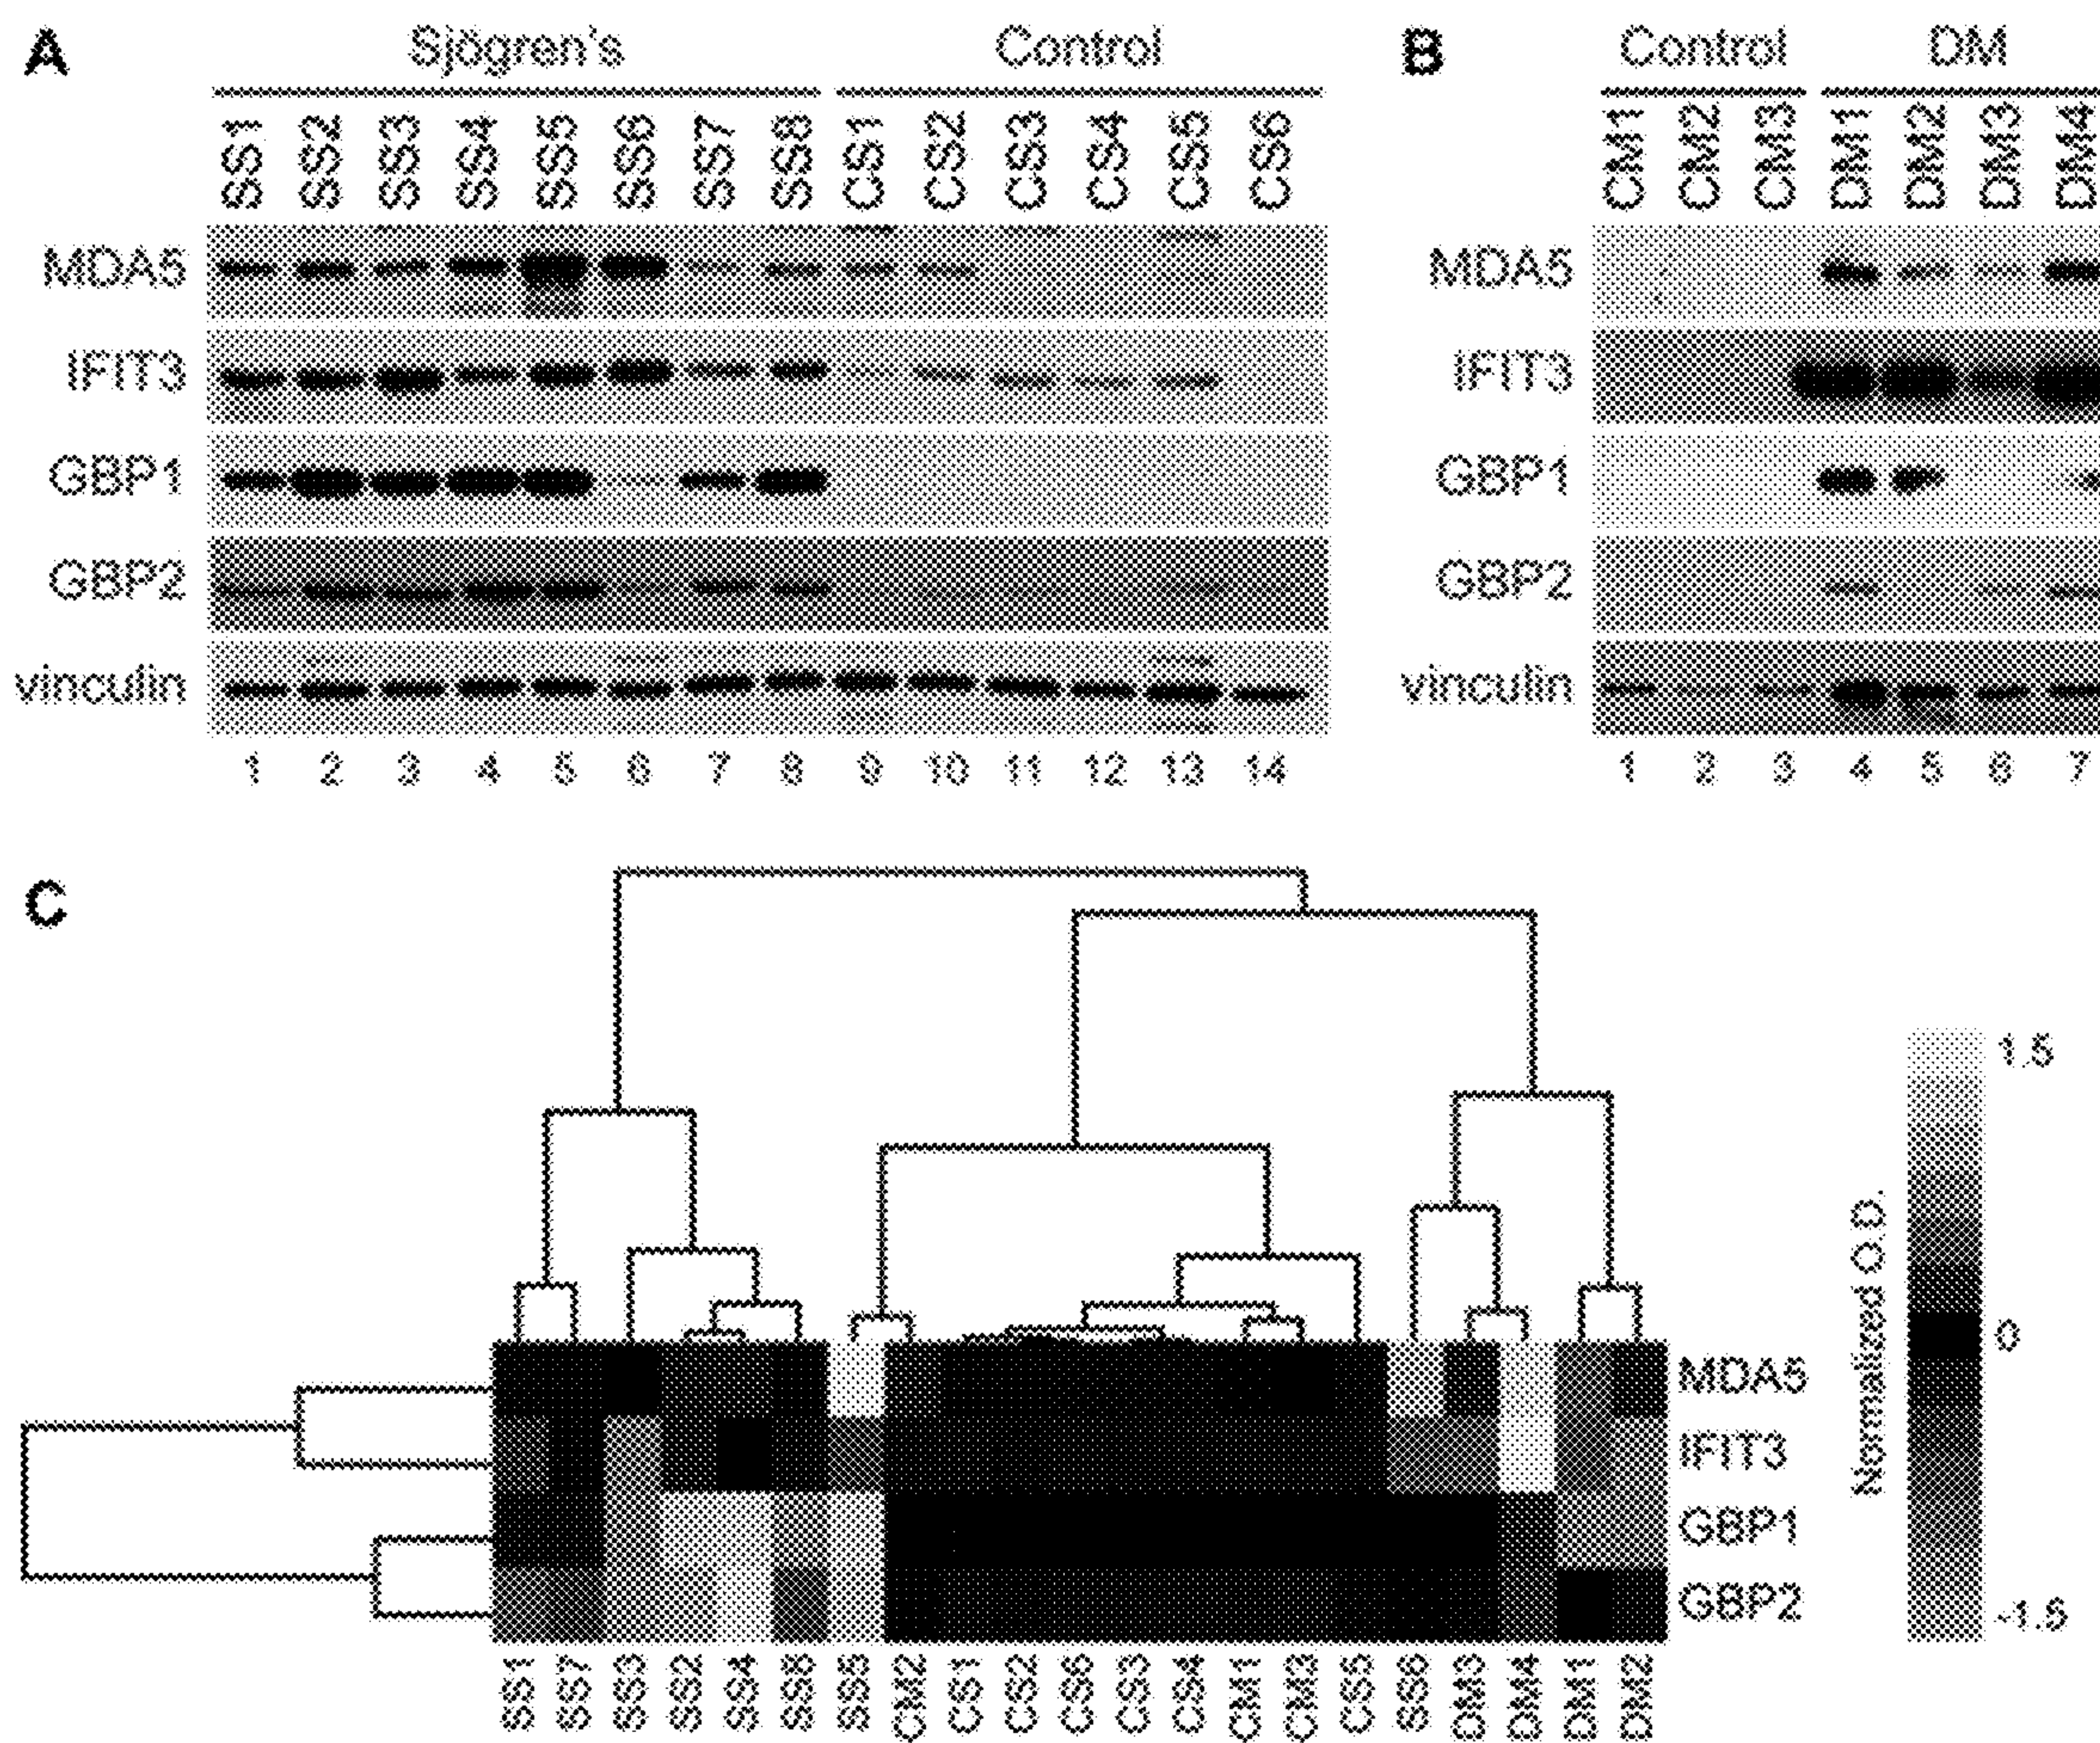 A Sjögren's Control
SS1 SS2 SS3 SS4 SS5 SS6 SS7 SS8 CS1 CS2 CS3 CS4 CS5 CS6
MDA5
IFIT3
GBP1
GBP2
vinculin
1 2 3 4 5 6 7 8 9 10 11 12 13 14
B Control DM
CM1 CM2 CM3 DM1 DM2 DM3 DM4
MDA5
IFIT3
GBP1
GBP2
vinculin
1 2 3 4 5 6 7
C
MDA5
IFIT3
GBP1
GBP2
SS1 SS7 SS3 SS2 SS4 SS8 SS5 CM2 CS1 CS2 CS6 CS3 CS4 CM1 CM3 CS5 SS6 DM3 DM4 DM1 DM2
Normalized O.D.
1.5
0
-1.5